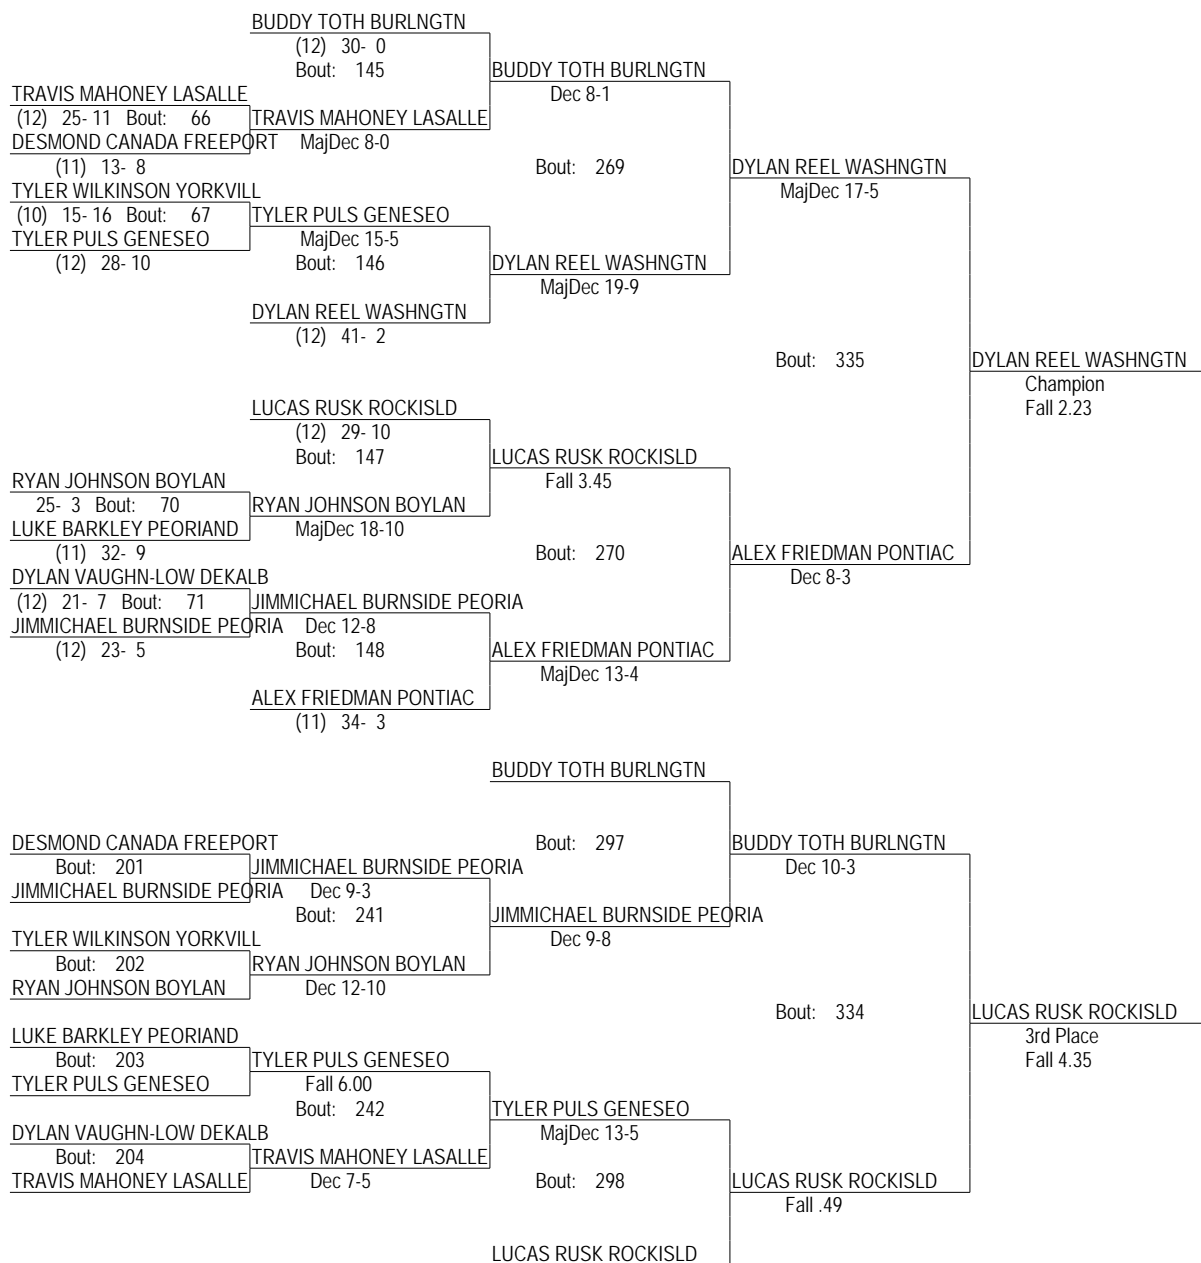 BUDDY TOTH BURLNGTN
(12) 30- 0
Bout: 145
BUDDY TOTH BURLNGTN
Dec 8-1
TRAVIS MAHONEY LASALLE
(12) 25- 11 Bout: 66
TRAVIS MAHONEY LASALLE
DESMOND CANADA FREEPORT
MajDec 8-0
(11) 13- 8
Bout: 269
DYLAN REEL WASHNGTN
MajDec 17-5
TYLER WILKINSON YORKVILL
(10) 15- 16 Bout: 67
TYLER PULS GENESEO
TYLER PULS GENESEO
MajDec 15-5
(12) 28- 10
Bout: 146
DYLAN REEL WASHNGTN
MajDec 19-9
DYLAN REEL WASHNGTN
(12) 41- 2
Bout: 335
DYLAN REEL WASHNGTN
Champion
Fall 2.23
LUCAS RUSK ROCKISLD
(12) 29- 10
Bout: 147
LUCAS RUSK ROCKISLD
Fall 3.45
RYAN JOHNSON BOYLAN
25- 3 Bout: 70
RYAN JOHNSON BOYLAN
LUKE BARKLEY PEORIAND
MajDec 18-10
(11) 32- 9
Bout: 270
ALEX FRIEDMAN PONTIAC
Dec 8-3
DYLAN VAUGHN-LOW DEKALB
(12) 21- 7 Bout: 71
JIMMICHAEL BURNSIDE PEORIA
JIMMICHAEL BURNSIDE PEORIA
Dec 12-8
(12) 23- 5
Bout: 148
ALEX FRIEDMAN PONTIAC
MajDec 13-4
ALEX FRIEDMAN PONTIAC
(11) 34- 3
BUDDY TOTH BURLNGTN
DESMOND CANADA FREEPORT
Bout: 297
BUDDY TOTH BURLNGTN
Bout: 201
JIMMICHAEL BURNSIDE PEORIA
Dec 10-3
JIMMICHAEL BURNSIDE PEORIA
Dec 9-3
Bout: 241
JIMMICHAEL BURNSIDE PEORIA
Dec 9-8
TYLER WILKINSON YORKVILL
Bout: 202
RYAN JOHNSON BOYLAN
RYAN JOHNSON BOYLAN
Dec 12-10
Bout: 334
LUCAS RUSK ROCKISLD
3rd Place
Fall 4.35
LUKE BARKLEY PEORIAND
Bout: 203
TYLER PULS GENESEO
TYLER PULS GENESEO
Fall 6.00
Bout: 242
TYLER PULS GENESEO
MajDec 13-5
DYLAN VAUGHN-LOW DEKALB
Bout: 204
TRAVIS MAHONEY LASALLE
TRAVIS MAHONEY LASALLE
Dec 7-5
Bout: 298
LUCAS RUSK ROCKISLD
Fall .49
LUCAS RUSK ROCKISLD